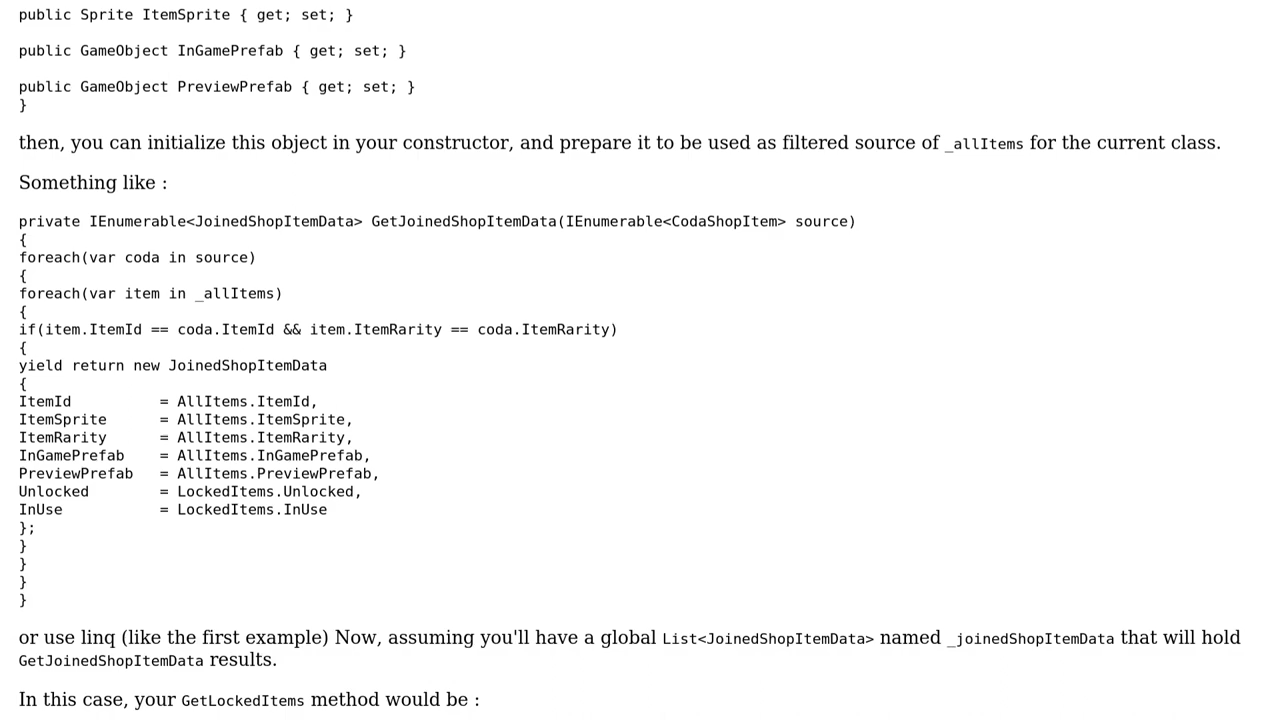 public Sprite ItemSprite { get; set; }
public GameObject InGamePrefab { get; set; }
public GameObject PreviewPrefab { get; set; }
}
then, you can initialize this object in your constructor, and prepare it to be used as filtered source of _allItems for the current class.
Something like :
private IEnumerable<JoinedShopItemData> GetJoinedShopItemData(IEnumerable<CodaShopItem> source)
{
foreach(var coda in source)
{
foreach(var item in _allItems)
{
if(item.ItemId == coda.ItemId && item.ItemRarity == coda.ItemRarity)
{
yield return new JoinedShopItemData
{
ItemId          = AllItems.ItemId,
ItemSprite      = AllItems.ItemSprite,
ItemRarity      = AllItems.ItemRarity,
InGamePrefab    = AllItems.InGamePrefab,
PreviewPrefab   = AllItems.PreviewPrefab,
Unlocked        = LockedItems.Unlocked,
InUse           = LockedItems.InUse
};
}
}
}
}
or use linq (like the first example) Now, assuming you'll have a global List<JoinedShopItemData> named _joinedShopItemData that will hold
GetJoinedShopItemData results.
In this case, your GetLockedItems method would be :